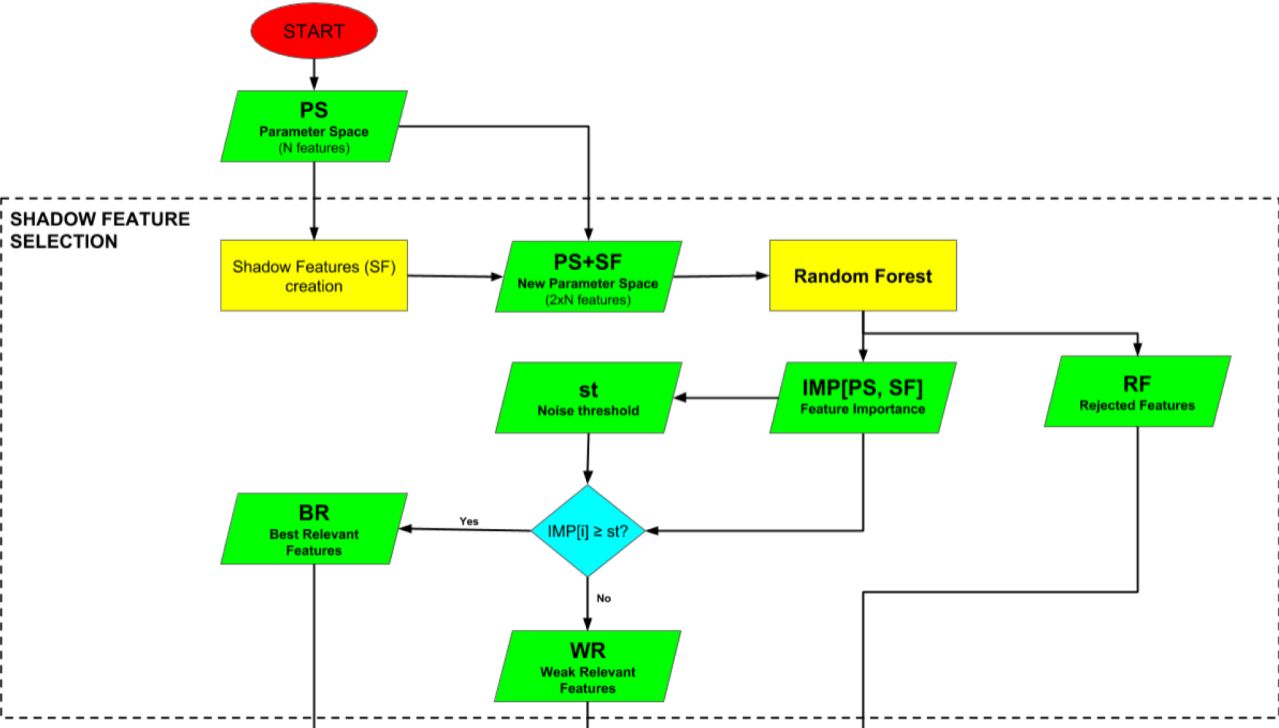 START
PS
Parameter Space
(N features)
SHADOW FEATURE
SELECTION
Shadow Features (SF)
creation
PS+SF
New Parameter Space
(2xN features)
Random Forest
st
Noise threshold
IMP[PS, SF]
Feature Importance
RF
Rejected Features
BR
Best Relevant
Features
Yes
IMP[i] ≥ st?
No
WR
Weak Relevant
Features